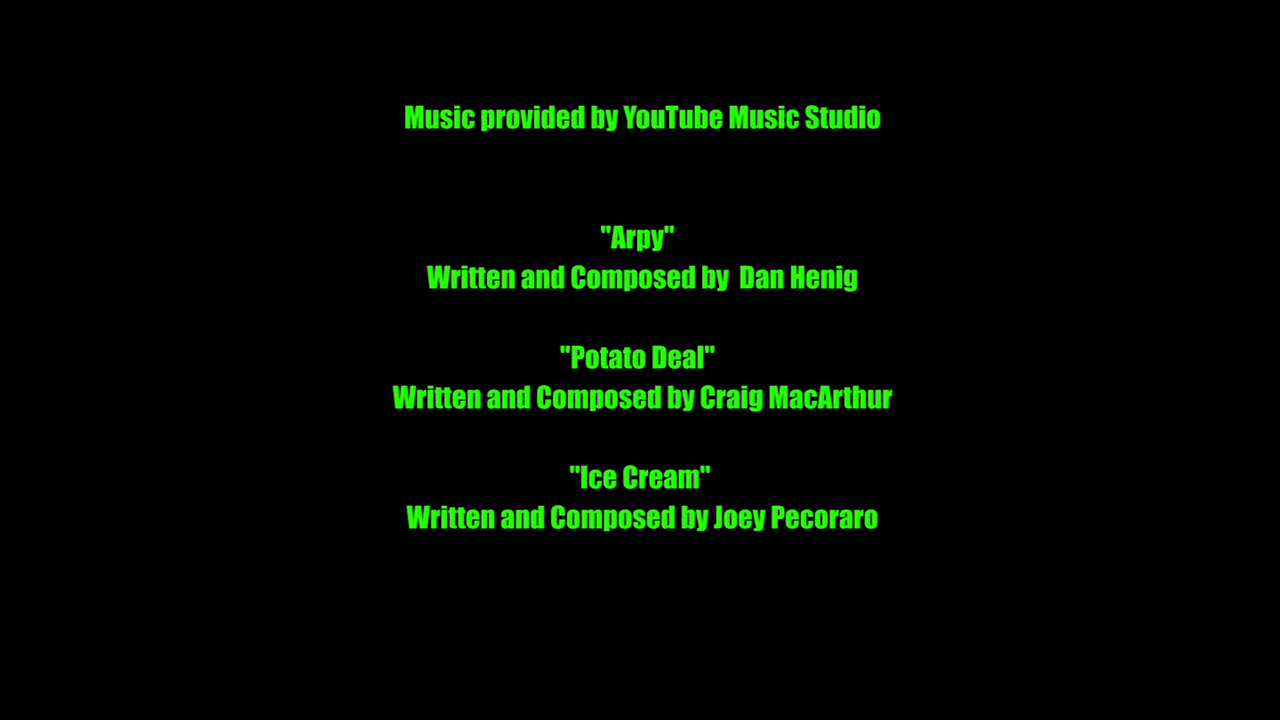 Music provided by YouTube Music Studio
"Arpy"
Written and Composed by  Dan Henig
"Potato Deal"
Written and Composed by Craig MacArthur
"Ice Cream"
Written and Composed by Joey Pecoraro